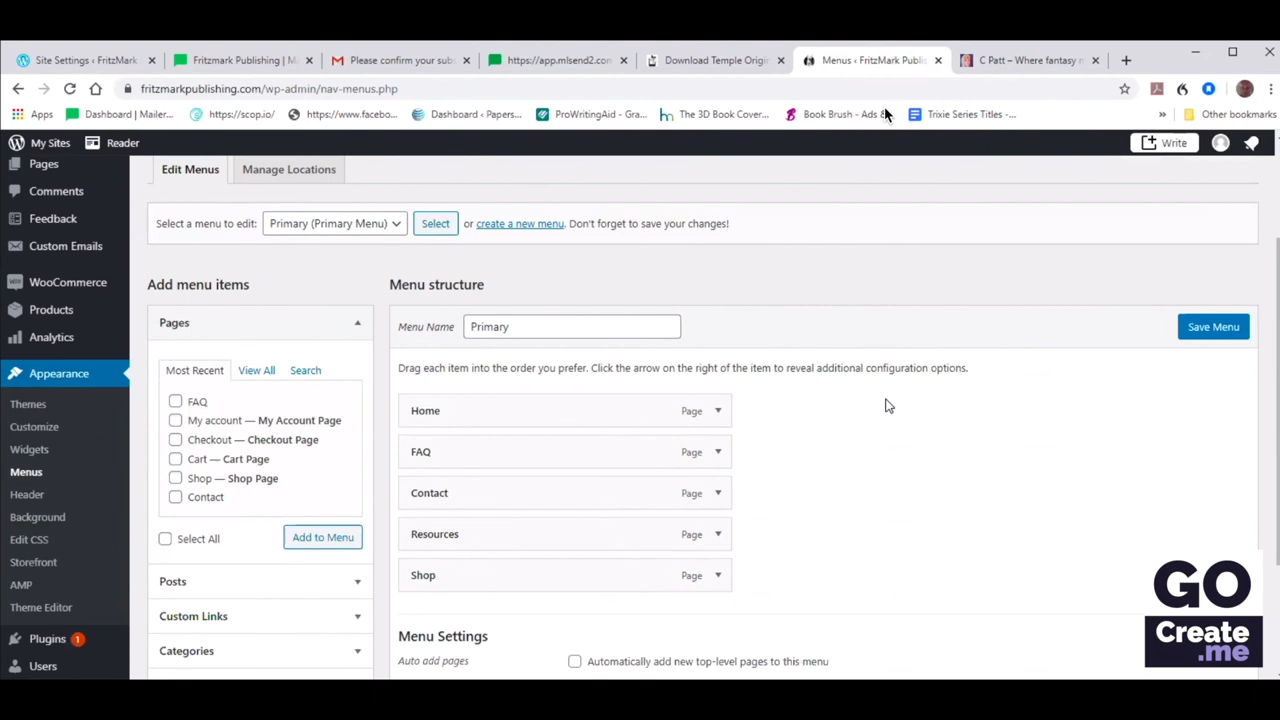 Site Settings ‹ FritzMark
Fritzmark Publishing | M
Please confirm your sub
https://app.mlsend2.com
Download Temple Origi
Menus ‹ FritzMark Publis
C Patt – Where fantasy m
fritzmarkpublishing.com/wp-admin/nav-menus.php
Apps
Dashboard | Mailer...
https://scop.io/
https://www.facebo...
Dashboard ‹ Papers...
ProWritingAid - Gra...
The 3D Book Cover...
Book Brush - Ads &
Trixie Series Titles -...
»
Other bookmarks
My Sites
Reader
Write
Pages
Comments
Feedback
Custom Emails
WooCommerce
Products
Analytics
Appearance
Themes
Customize
Widgets
Menus
Header
Background
Edit CSS
Storefront
AMP
Theme Editor
Plugins 1
Users
Edit Menus
Manage Locations
Select a menu to edit: Primary (Primary Menu) Select or create a new menu. Don't forget to save your changes!
Add menu items
Pages
Most Recent View All Search
FAQ
My account — My Account Page
Checkout — Checkout Page
Cart — Cart Page
Shop — Shop Page
Contact
Select All
Add to Menu
Posts
Custom Links
Categories
Menu structure
Menu Name Primary
Save Menu
Drag each item into the order you prefer. Click the arrow on the right of the item to reveal additional configuration options.
Home Page
FAQ Page
Contact Page
Resources Page
Shop Page
Menu Settings
Auto add pages
Automatically add new top-level pages to this menu
GO
Create
.me